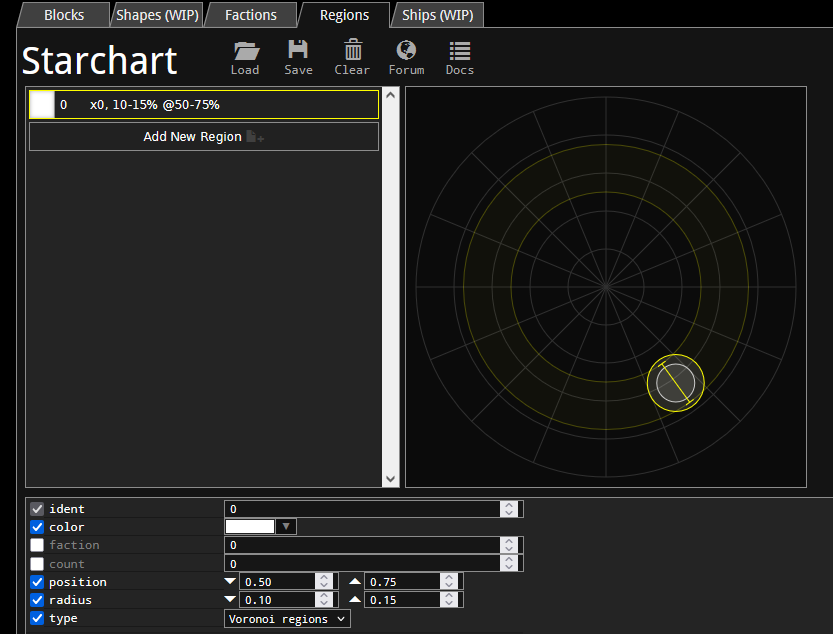 Blocks Shapes (WIP) Factions Regions Ships (WIP)
Starchart Load Save Clear Forum Docs
0 x0, 10-15% @50-75%
Add New Region
ident 0
color
faction 0
count 0
position 0.50 0.75
radius 0.10 0.15
type Voronoi regions